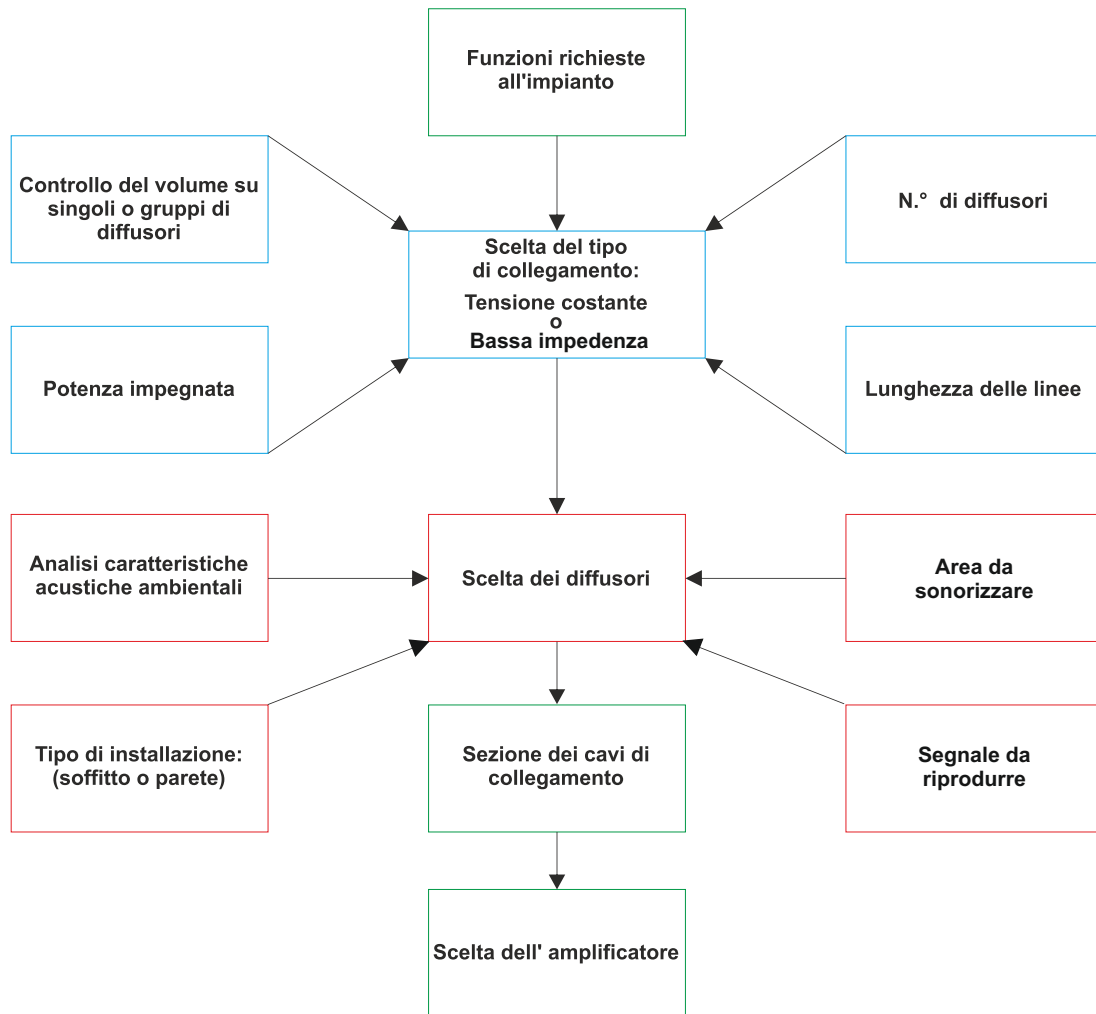 Funzioni richieste
all'impianto
Controllo del volume su
singoli o gruppi di
diffusori
N.° di diffusori
Scelta del tipo
di collegamento:
Tensione costante
o
Bassa impedenza
Potenza impegnata
Lunghezza delle linee
Analisi caratteristiche
acustiche ambientali
Scelta dei diffusori
Area da
sonorizzare
Tipo di installazione:
(soffitto o parete)
Sezione dei cavi di
collegamento
Segnale da
riprodurre
Scelta dell' amplificatore